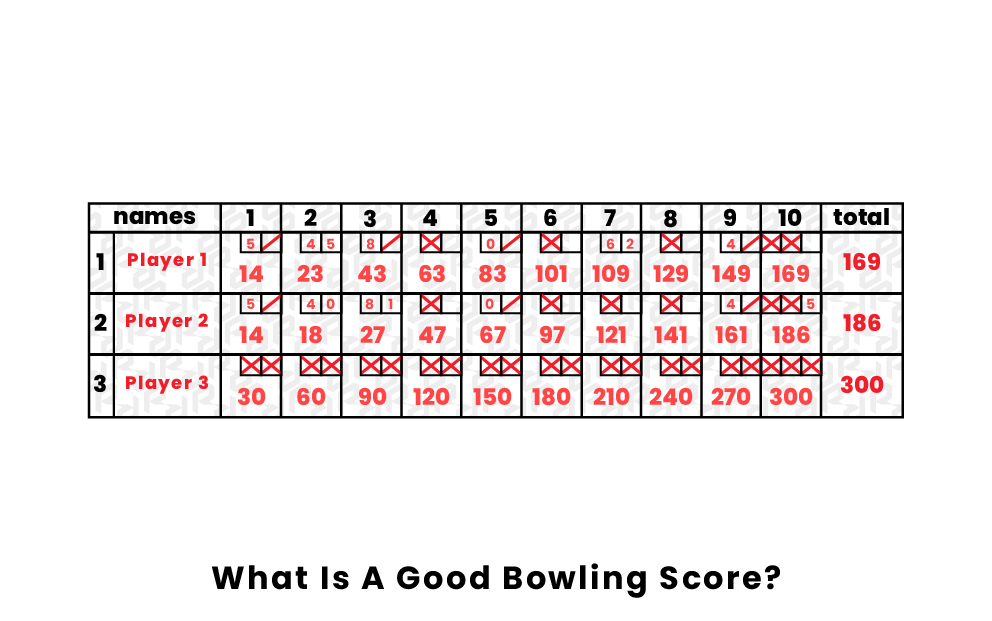 names 1 2 3 4 5 6 7 8 9 10 total
5 / 4 5 8 / X 0 / X 6 2 X 4 / X X
1 Player 1 14 23 43 63 83 101 109 129 149 169 169
5 / 4 0 8 1 X 0 / X X X 4 / X X 5
2 Player 2 14 18 27 47 67 97 121 141 161 186 186
X X X X X X X X X X X X X X X X X X X X X
3 Player 3 30 60 90 120 150 180 210 240 270 300 300
What Is A Good Bowling Score?